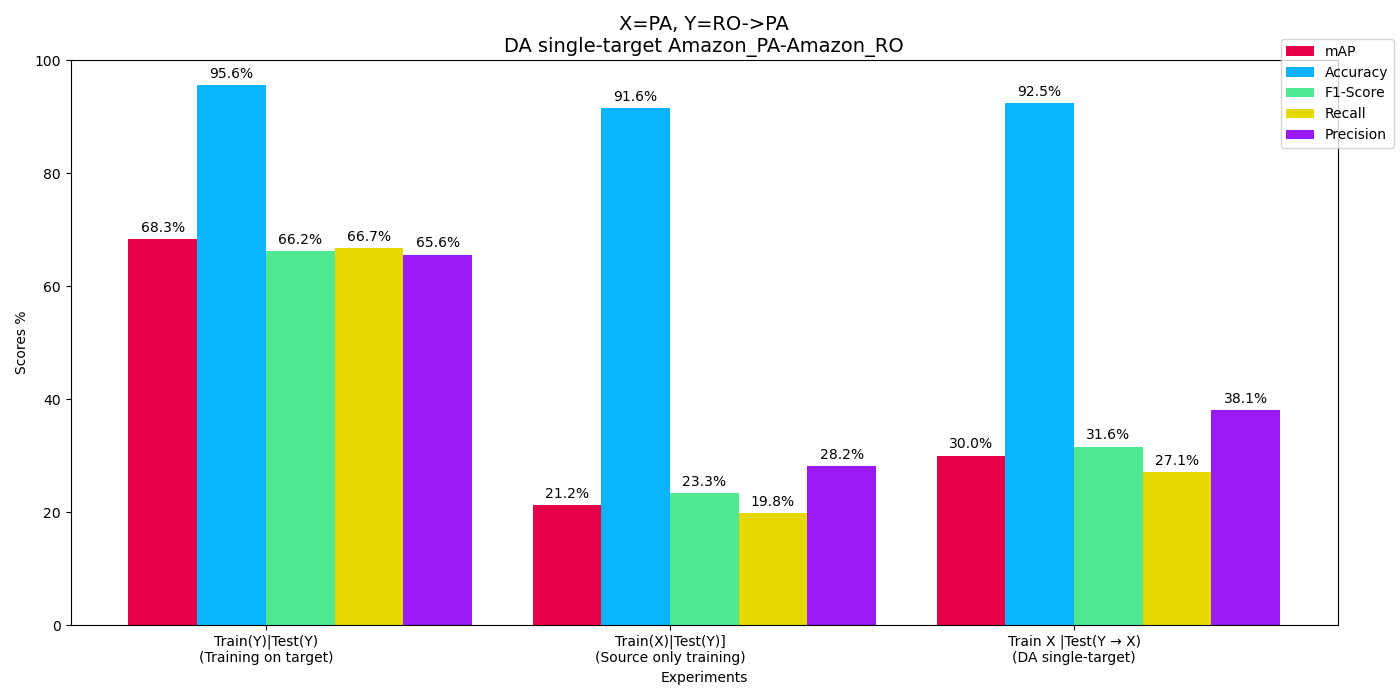 X=PA, Y=RO->PA
DA single-target Amazon_PA-Amazon_RO
mAP
Accuracy
F1-Score
Recall
Precision
Scores %
100
80
60
40
20
0
68.3%
95.6%
66.2%
66.7%
65.6%
21.2%
91.6%
23.3%
19.8%
28.2%
30.0%
92.5%
31.6%
27.1%
38.1%
Train(Y)|Test(Y)
(Training on target)
Train(X)|Test(Y)]
(Source only training)
Train X |Test(Y → X)
(DA single-target)
Experiments